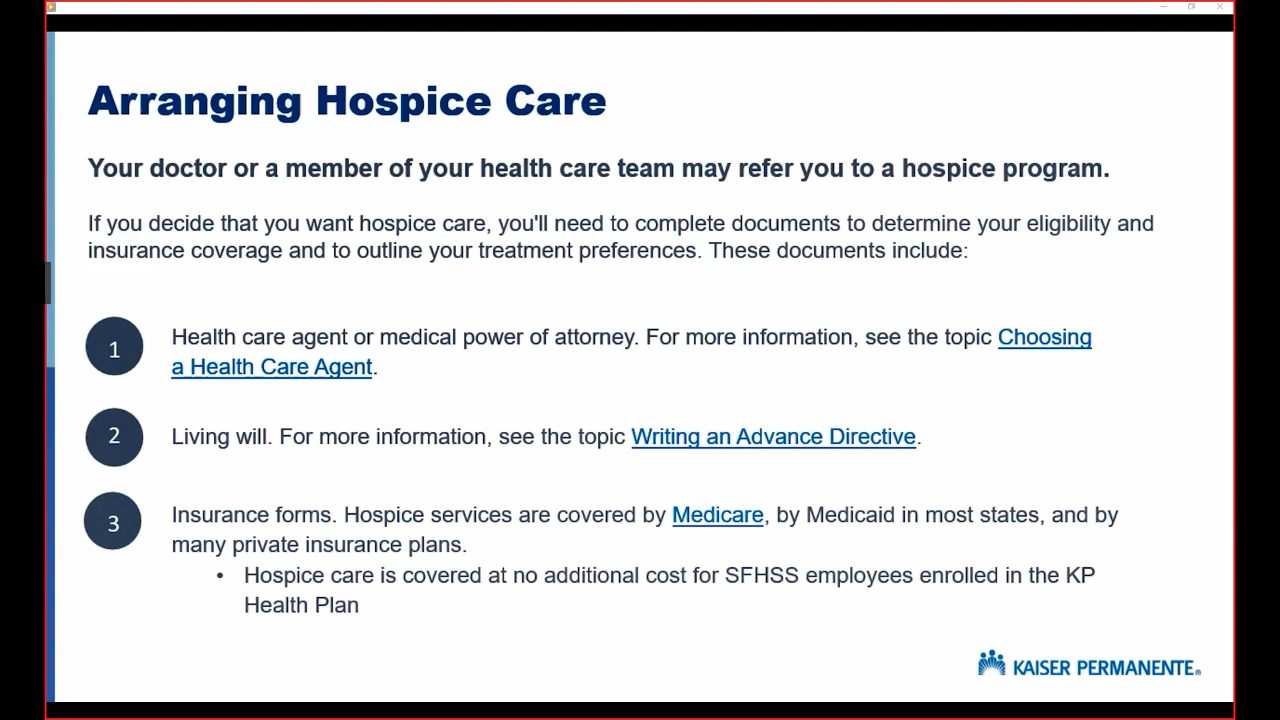 Arranging Hospice Care
Your doctor or a member of your health care team may refer you to a hospice program.
If you decide that you want hospice care, you'll need to complete documents to determine your eligibility and
insurance coverage and to outline your treatment preferences. These documents include:
1
Health care agent or medical power of attorney. For more information, see the topic Choosing
a Health Care Agent.
2
Living will. For more information, see the topic Writing an Advance Directive.
3
Insurance forms. Hospice services are covered by Medicare, by Medicaid in most states, and by
many private insurance plans.
• Hospice care is covered at no additional cost for SFHSS employees enrolled in the KP
Health Plan
KAISER PERMANENTE®